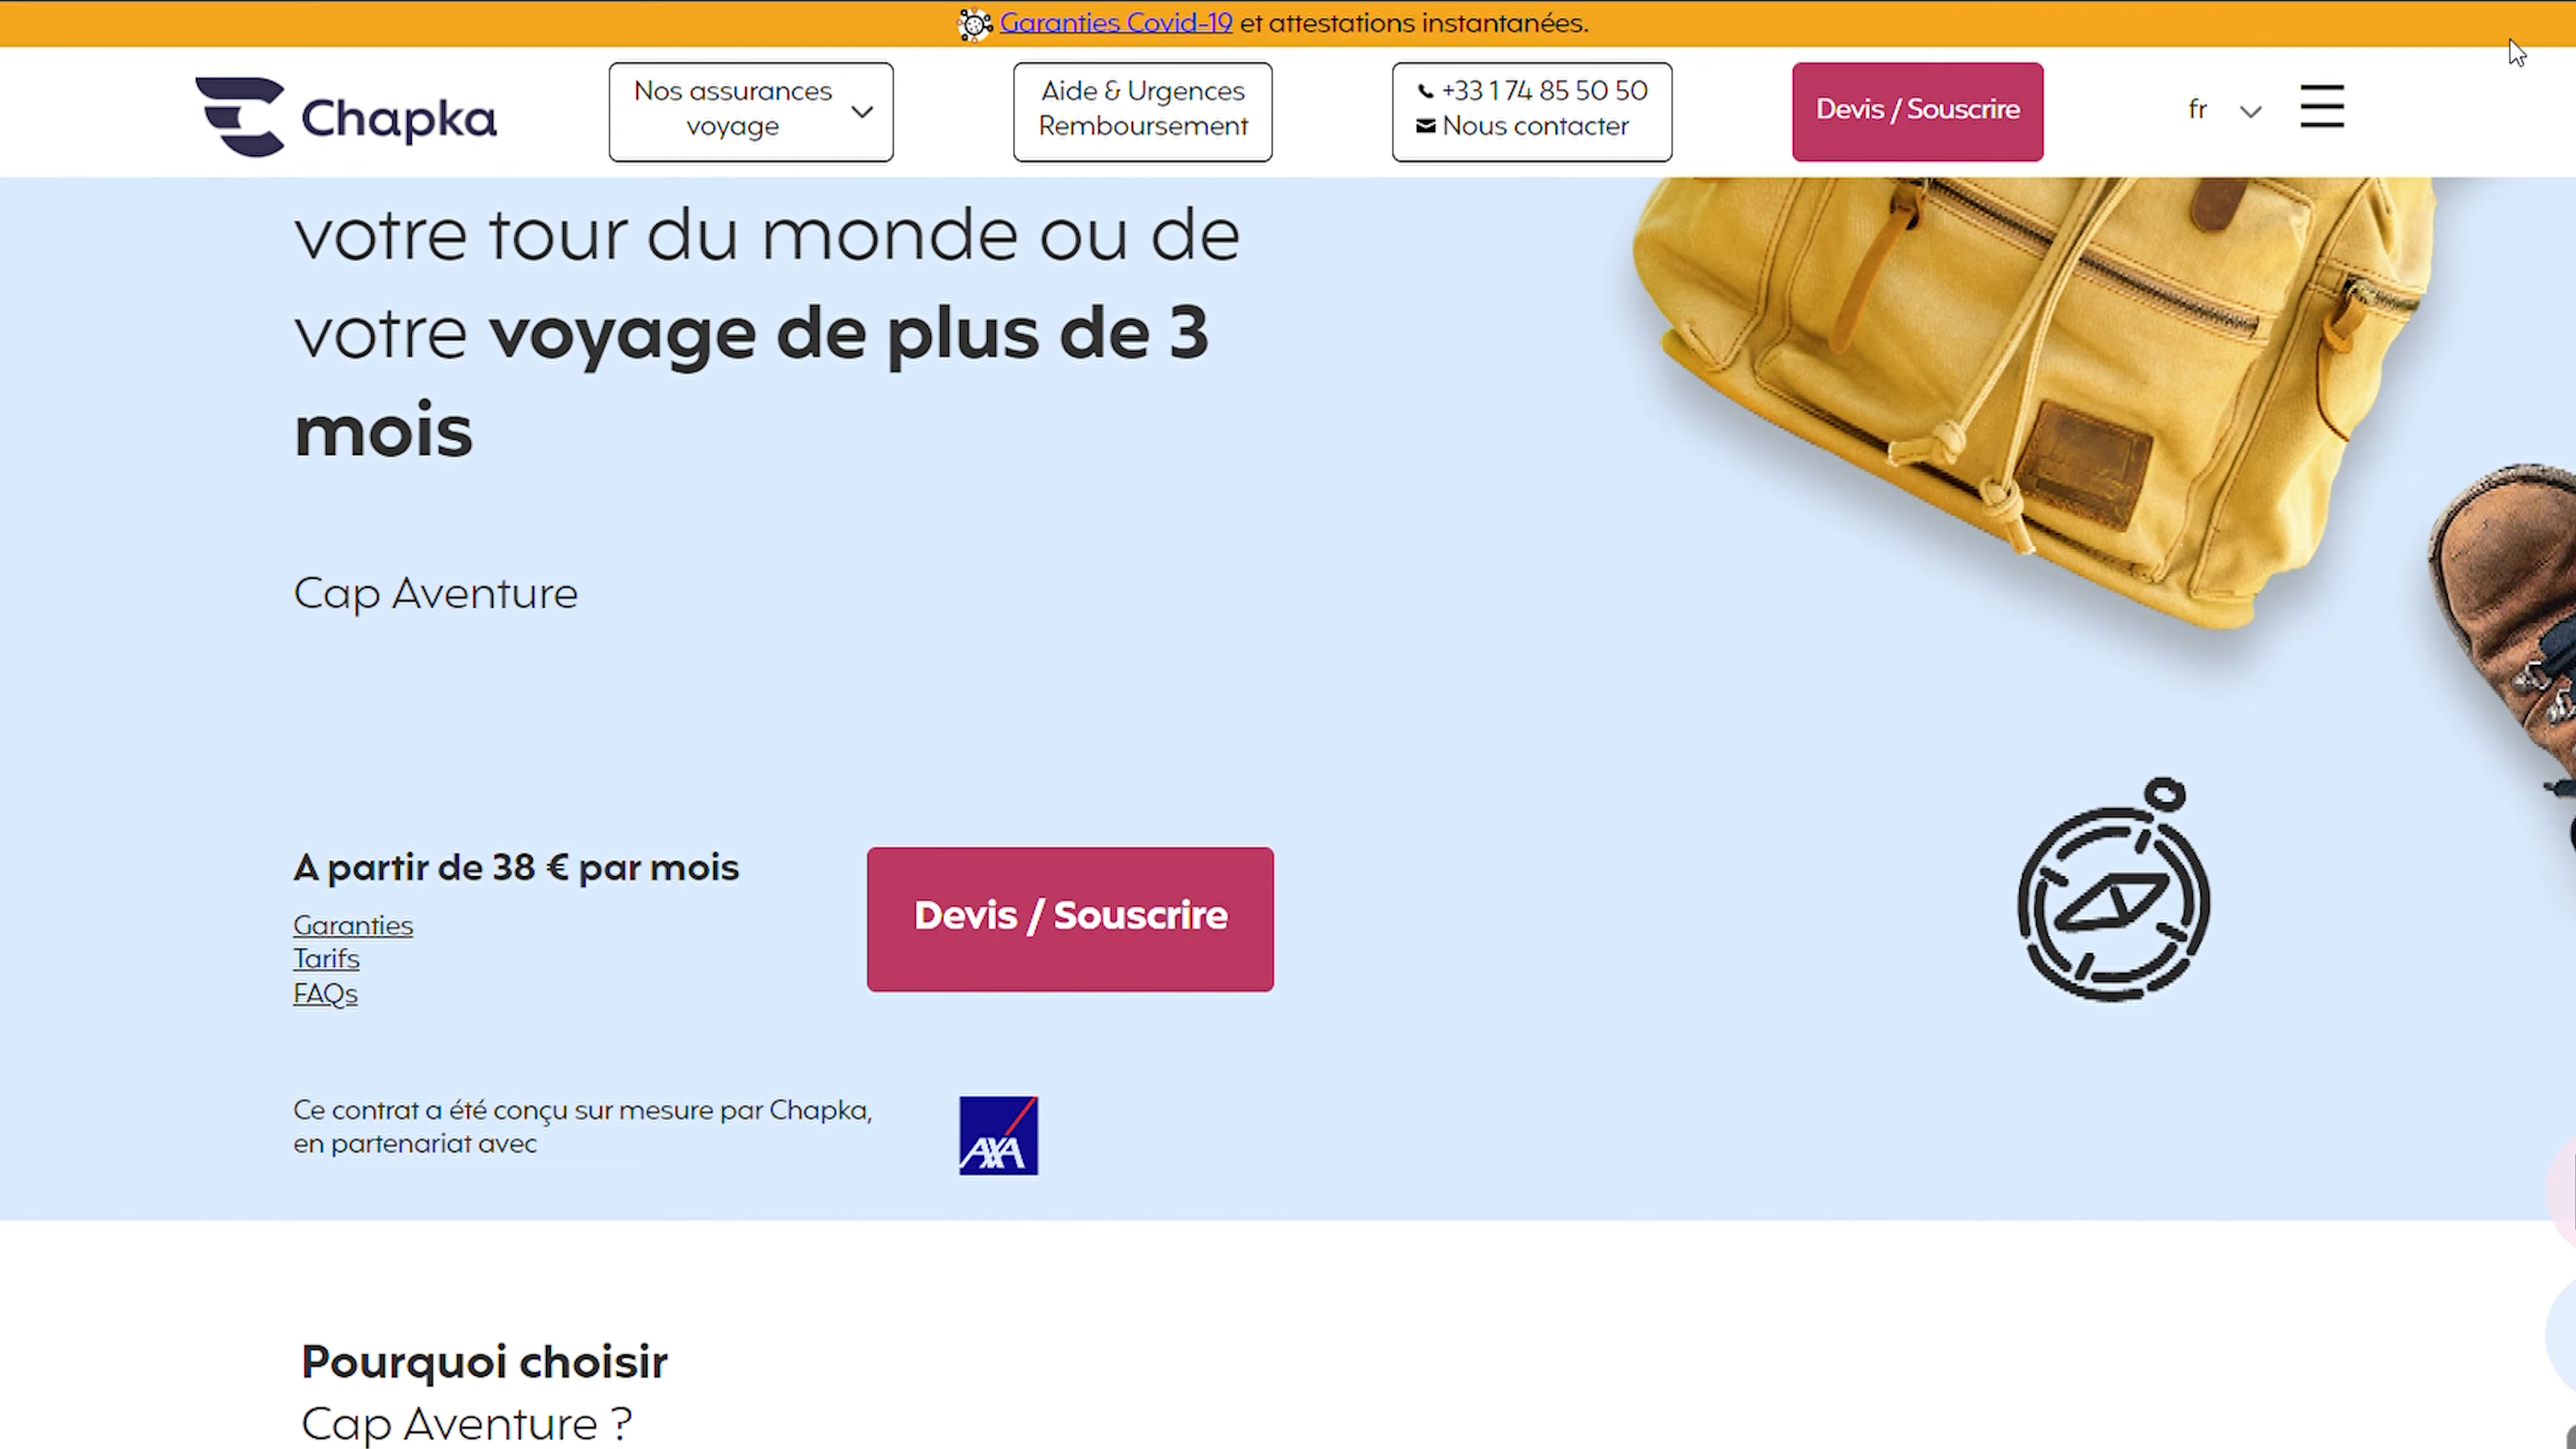 Garanties Covid-19 et attestations instantanées.
Chapka
Nos assurances
voyage
Aide & Urgences
Remboursement
+33 1 74 85 50 50
Nous contacter
Devis / Souscrire
fr
votre tour du monde ou de
votre voyage de plus de 3
mois
Cap Aventure
A partir de 38 € par mois
Garanties
Tarifs
FAQs
Devis / Souscrire
Ce contrat a été conçu sur mesure par Chapka,
en partenariat avec
AXA
Pourquoi choisir
Cap Aventure ?